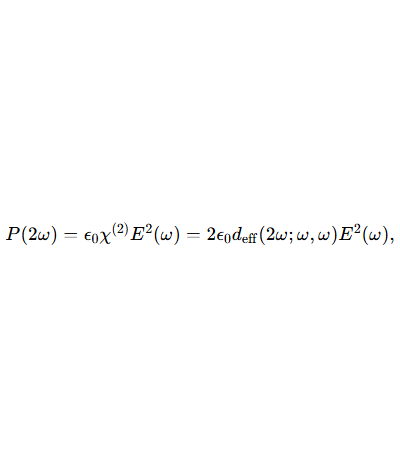 P(2ω) = ϵ₀χ⁽²⁾E²(ω) = 2ϵ₀d_eff(2ω; ω, ω)E²(ω),